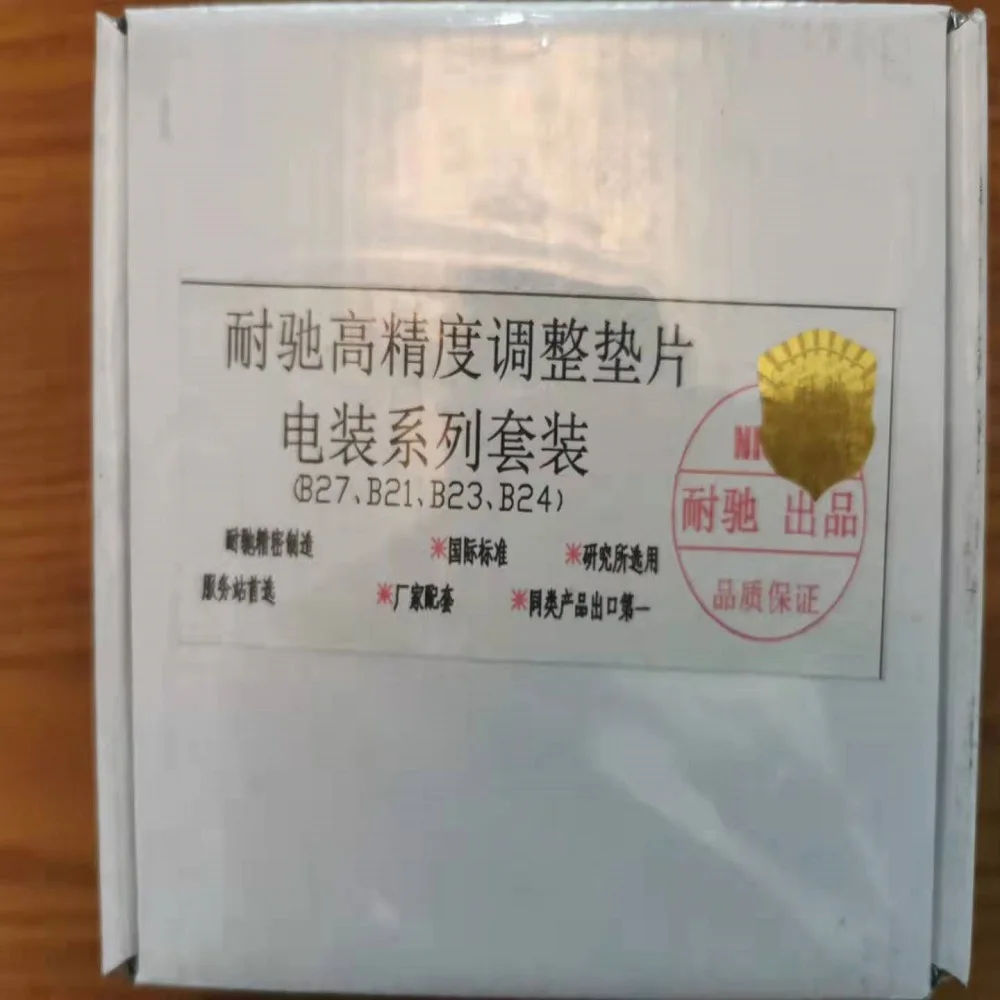 耐驰高精度调整垫片
电装系列套装
(B27、B21、B23、B24)
耐驰精密制造 *国际标准 *研究所选用
服务站首选 *厂家配套 *同类产品出口第一
耐驰 出品
品质保证